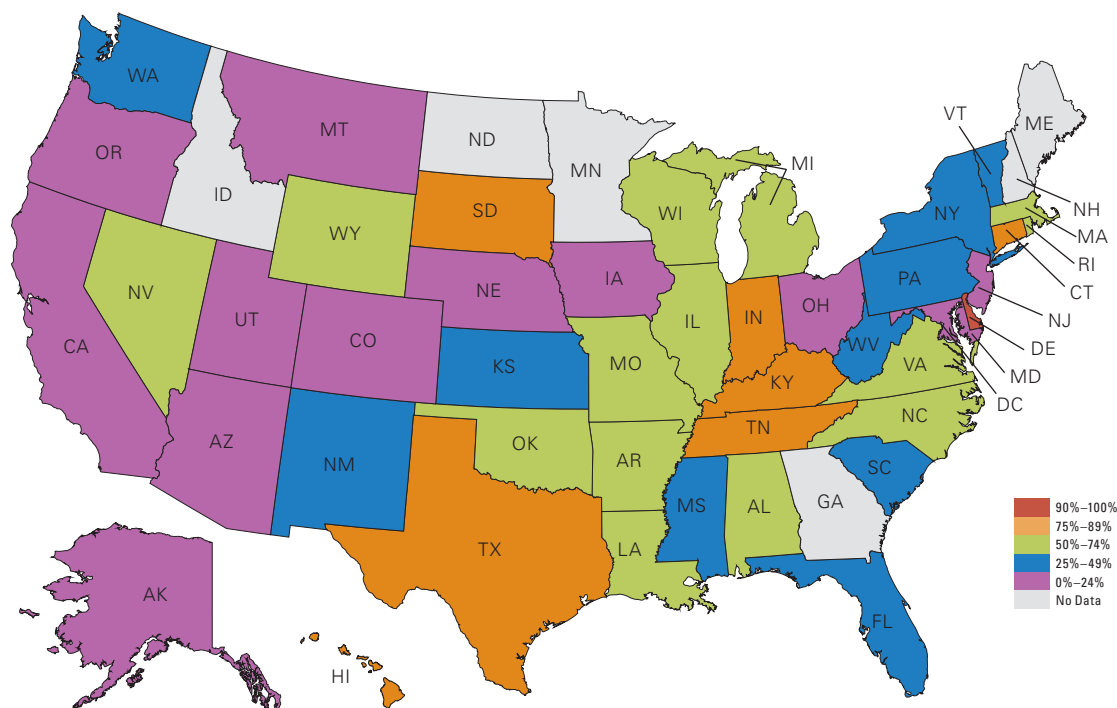 WA
MT
ND
MN
ME
VT
OR
ID
SD
WI
MI
NY
NH
WY
MA
RI
NV
NE
IA
PA
CT
UT
CO
IL
IN
OH
NJ
CA
KS
MO
WV
DE
KY
VA
MD
DC
AZ
NM
OK
AR
TN
NC
SC
MS
AL
GA
TX
LA
AK
HI
FL
90%–100%
75%–89%
50%–74%
25%–49%
0%–24%
No Data